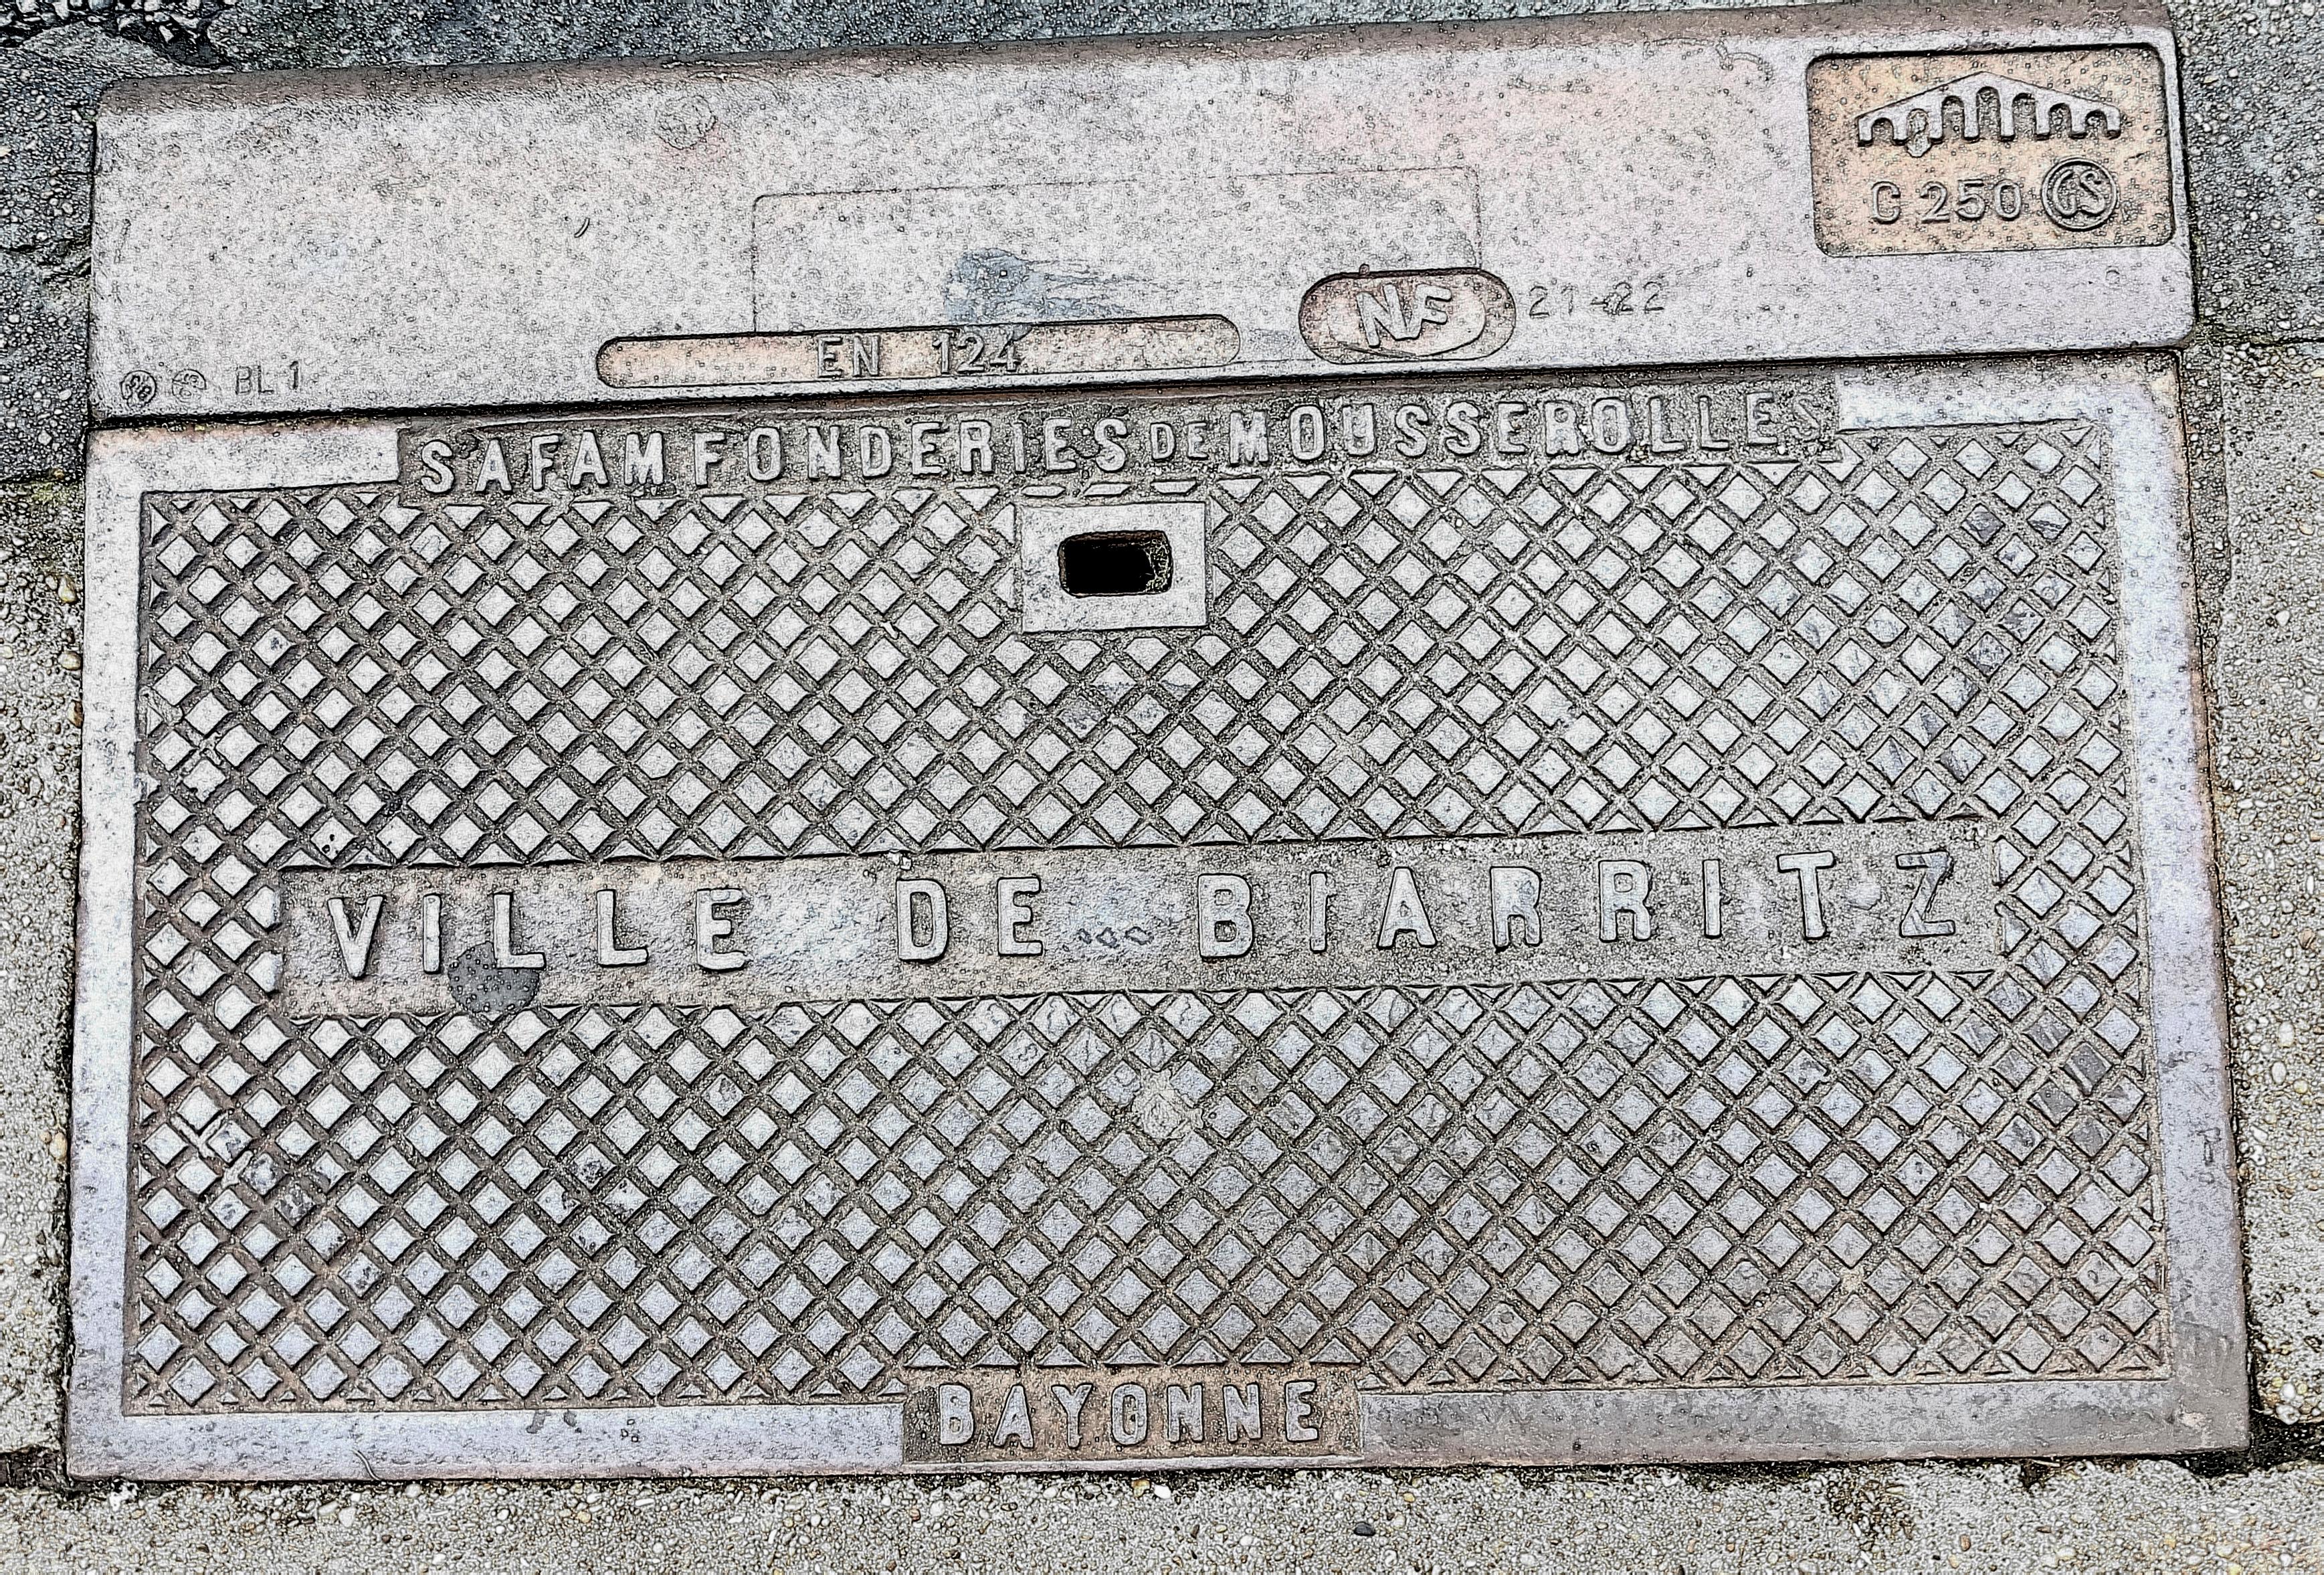 C 250 GS
NF 21-22
EN 124
BL 1
SAFAM FONDERIES DE MOUSSEROLLES
VILLE DE BIARRITZ
BAYONNE